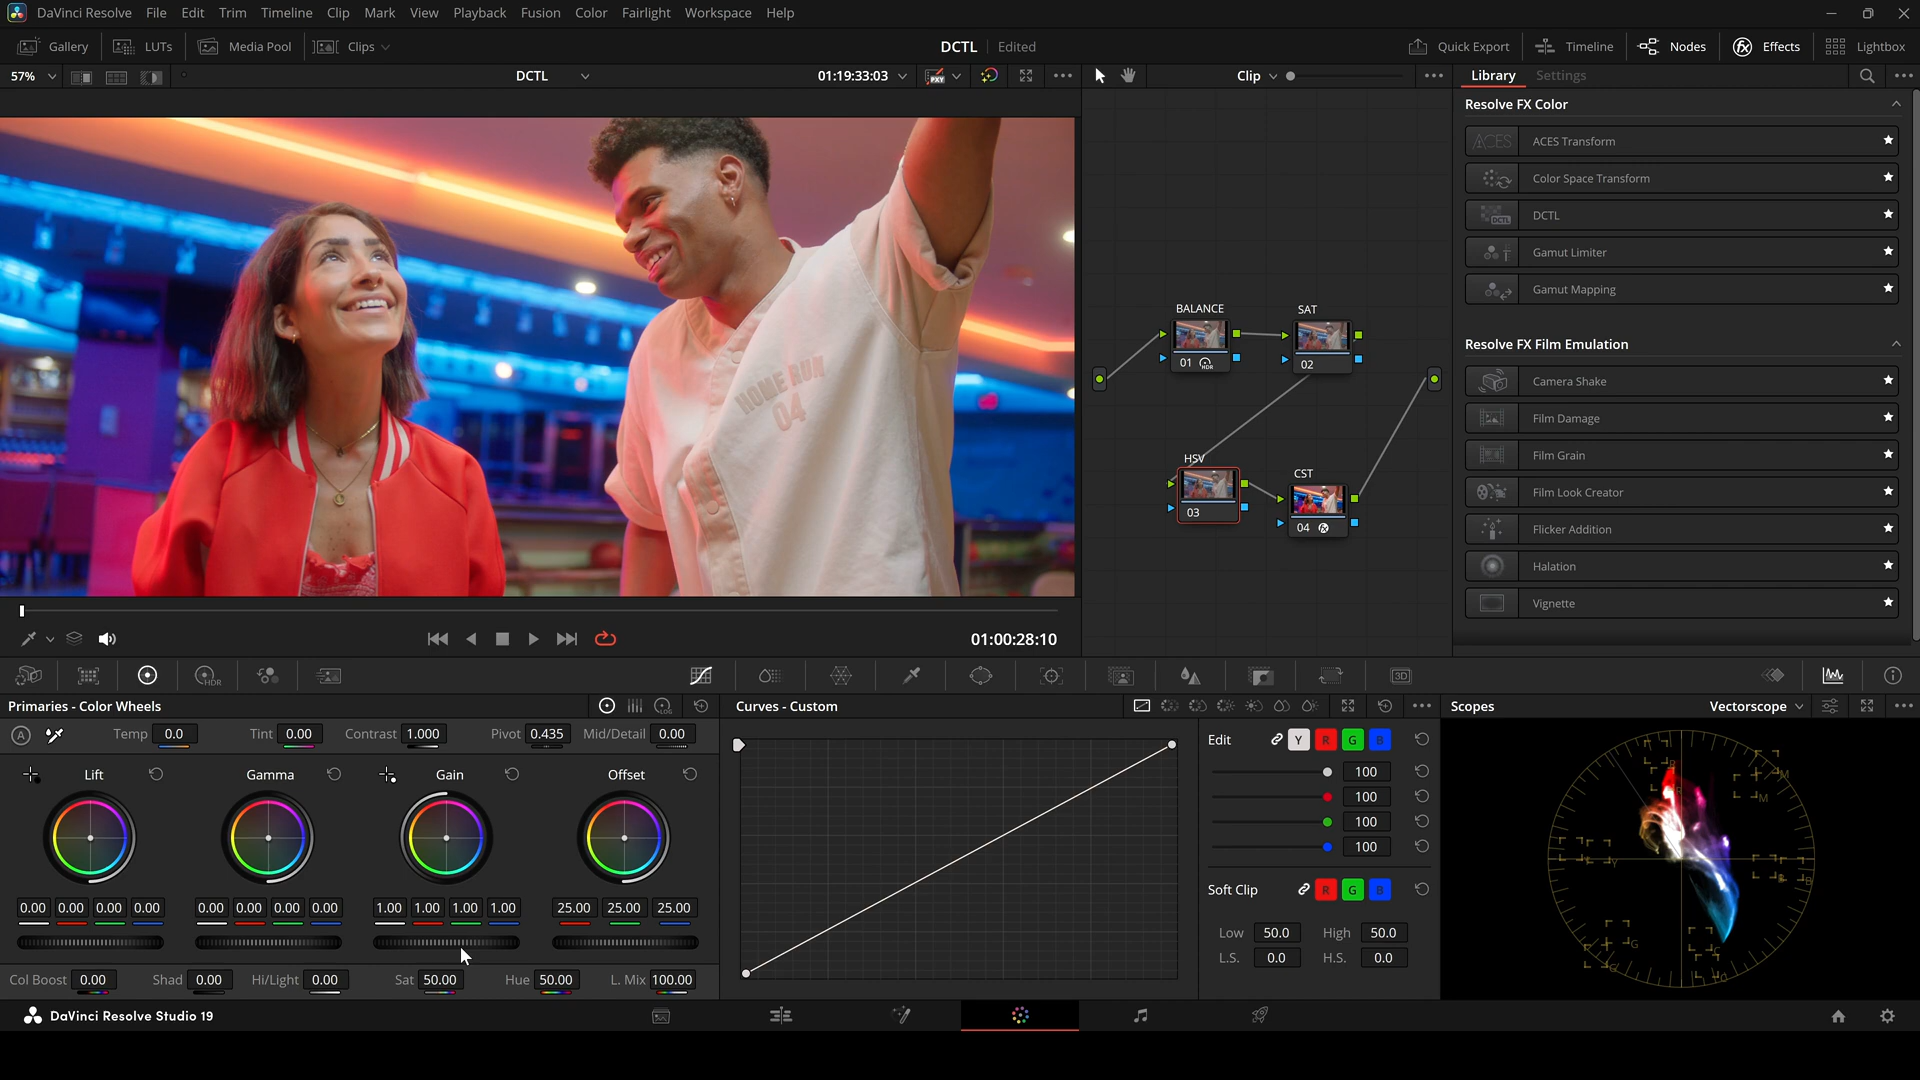 DaVinci Resolve File Edit Trim Timeline Clip Mark View Playback Fusion Color Fairlight Workspace Help
Gallery LUTs Media Pool Clips DCTL Edited Quick Export Timeline Nodes Effects Lightbox
57% DCTL 01:19:33:03 Clip Library Settings
Resolve FX Color
ACES ACES Transform
Color Space Transform
DCTL DCTL
Gamut Limiter
Gamut Mapping
Resolve FX Film Emulation
Camera Shake
Film Damage
Film Grain
Film Look Creator
Flicker Addition
Halation
Vignette
HOME RUN
04
BALANCE SAT
01 HDR 02
HSV CST
03 04
01:00:28:10
HDR 3D
Primaries - Color Wheels LOG
Curves - Custom
Scopes Vectorscope
A Temp 0.0 Tint 0.00 Contrast 1.000 Pivot 0.435 Mid/Detail 0.00
Lift Gamma Gain Offset
0.00 0.00 0.00 0.00 0.00 0.00 0.00 0.00 1.00 1.00 1.00 1.00 25.00 25.00 25.00
Col Boost 0.00 Shad 0.00 Hi/Light 0.00 Sat 50.00 Hue 50.00 L. Mix 100.00
Edit Y R G B
100
100
100
100
Soft Clip R G B
Low 50.0 High 50.0
L.S. 0.0 H.S. 0.0
DaVinci Resolve Studio 19